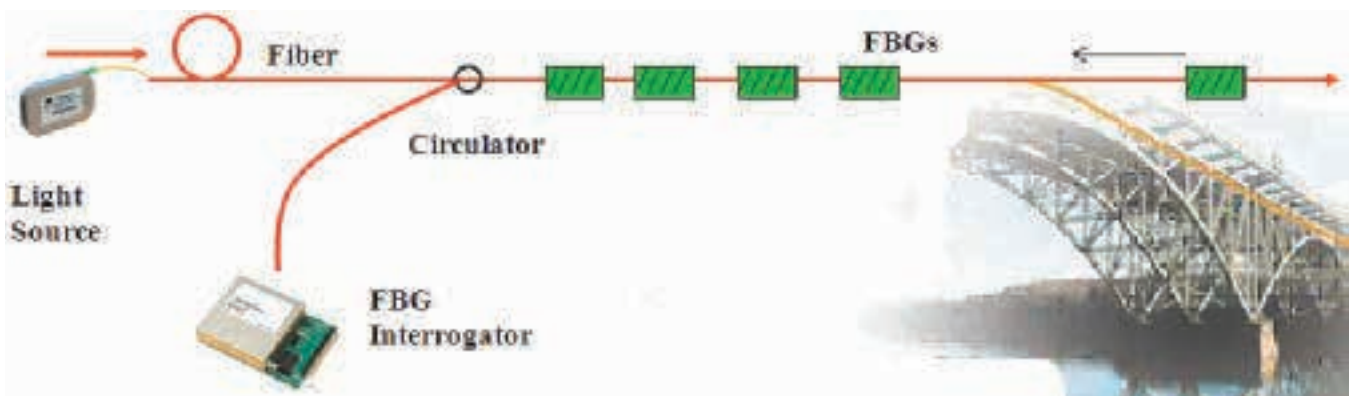 Fiber
FBGs
Circulator
Light
Source
FBG
Interrogator